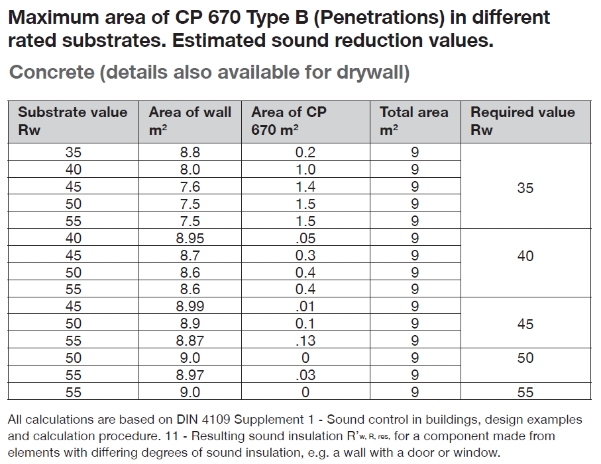 Maximum area of CP 670 Type B (Penetrations) in different
rated substrates. Estimated sound reduction values.
Concrete (details also available for drywall)
Substrate value Rw | Area of wall m² | Area of CP 670 m² | Total area m² | Required value Rw
35 8.8 0.2 9 35
40 8.0 1.0 9
45 7.6 1.4 9
50 7.5 1.5 9
55 7.5 1.5 9
40 8.95 .05 9 40
45 8.7 0.3 9
50 8.6 0.4 9
55 8.6 0.4 9
45 8.99 .01 9 45
50 8.9 0.1 9
55 8.87 .13 9
50 9.0 0 9 50
55 8.97 .03 9
55 9.0 0 9 55
All calculations are based on DIN 4109 Supplement 1 - Sound control in buildings, design examples
and calculation procedure. 11 - Resulting sound insulation R'w, R, res, for a component made from
elements with differing degrees of sound insulation, e.g. a wall with a door or window.